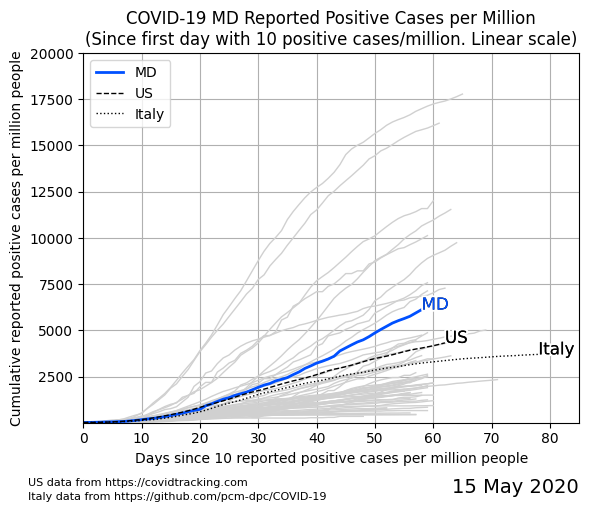 COVID-19 MD Reported Positive Cases per Million
(Since first day with 10 positive cases/million. Linear scale)
Cumulative reported positive cases per million people
20000
17500
15000
12500
10000
7500
5000
2500
MD
US
Italy
MD
US
Italy
0 10 20 30 40 50 60 70 80
Days since 10 reported positive cases per million people
US data from https://covidtracking.com
Italy data from https://github.com/pcm-dpc/COVID-19
15 May 2020